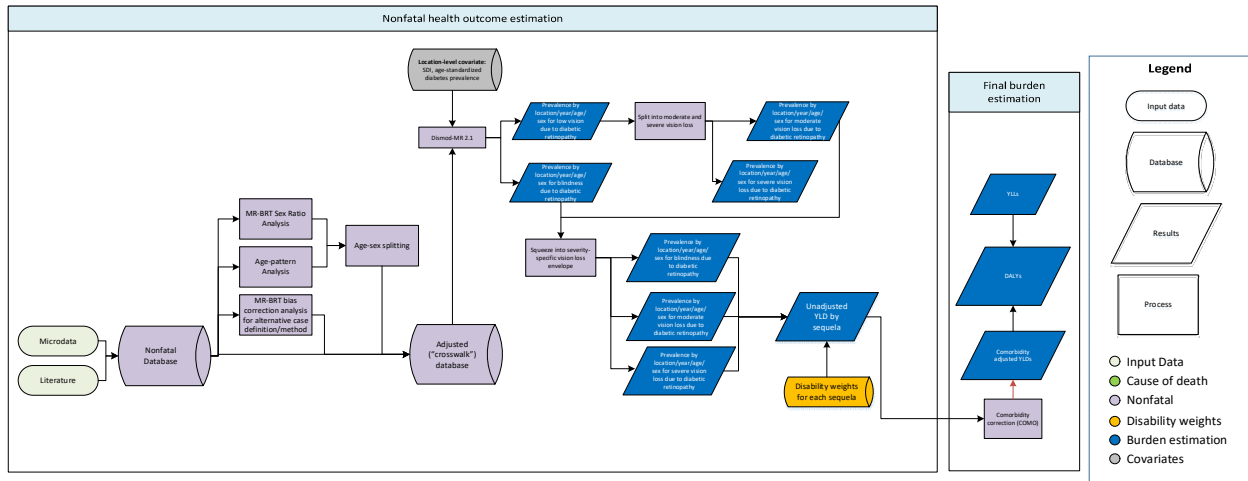 Nonfatal health outcome estimation
Location-level covariate:
SDI, age-standardized
diabetes prevalence
Dismod-MR 2.1
Prevalence by
location/year/age/
sex for low vision
due to diabetic
retinopathy
Split into moderate and
severe vision loss
Prevalence by
location/year/age/
sex for moderate
vision loss due to
diabetic retinopathy
Prevalence by
location/year/age/
sex for blindness
due to diabetic
retinopathy
Prevalence by
location/year/age/
sex for severe vision
loss due to diabetic
retinopathy
MR-BRT Sex Ratio
Analysis
Age-pattern
Analysis
MR-BRT bias
correction analysis
for alternative case
definition/method
Age-sex splitting
Microdata
Literature
Nonfatal
Database
Adjusted
("crosswalk")
database
Squeeze into severity-
specific vision loss
envelope
Prevalence by
location/year/age/
sex for blindness due
to diabetic
retinopathy
Prevalence by
location/year/age/
sex for moderate
vision loss due to
diabetic retinopathy
Prevalence by
location/year/age/
sex for severe vision
loss due to diabetic
retinopathy
Unadjusted
YLD by
sequela
Disability weights
for each sequela
Final burden
estimation
YLLs
DALYs
Comorbidity
adjusted YLDs
Comorbidity
correction (COMO)
Legend
Input data
Database
Results
Process
Input Data
Cause of death
Nonfatal
Disability weights
Burden estimation
Covariates